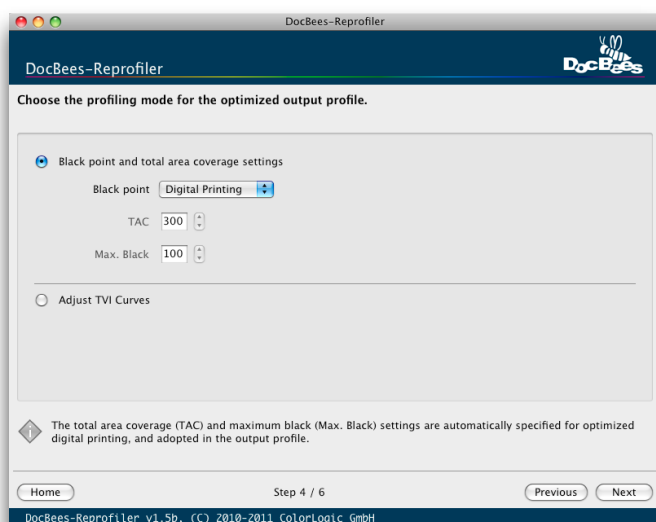 DocBees-Reprofiler
DocBees-Reprofiler
DocBees
Choose the profiling mode for the optimized output profile.
Black point and total area coverage settings
Black point Digital Printing
TAC 300
Max. Black 100
Adjust TVI Curves
The total area coverage (TAC) and maximum black (Max. Black) settings are automatically specified for optimized
digital printing, and adopted in the output profile.
Home Step 4 / 6 Previous Next
DocBees-Reprofiler v1.5b, (C) 2010-2011 ColorLogic GmbH